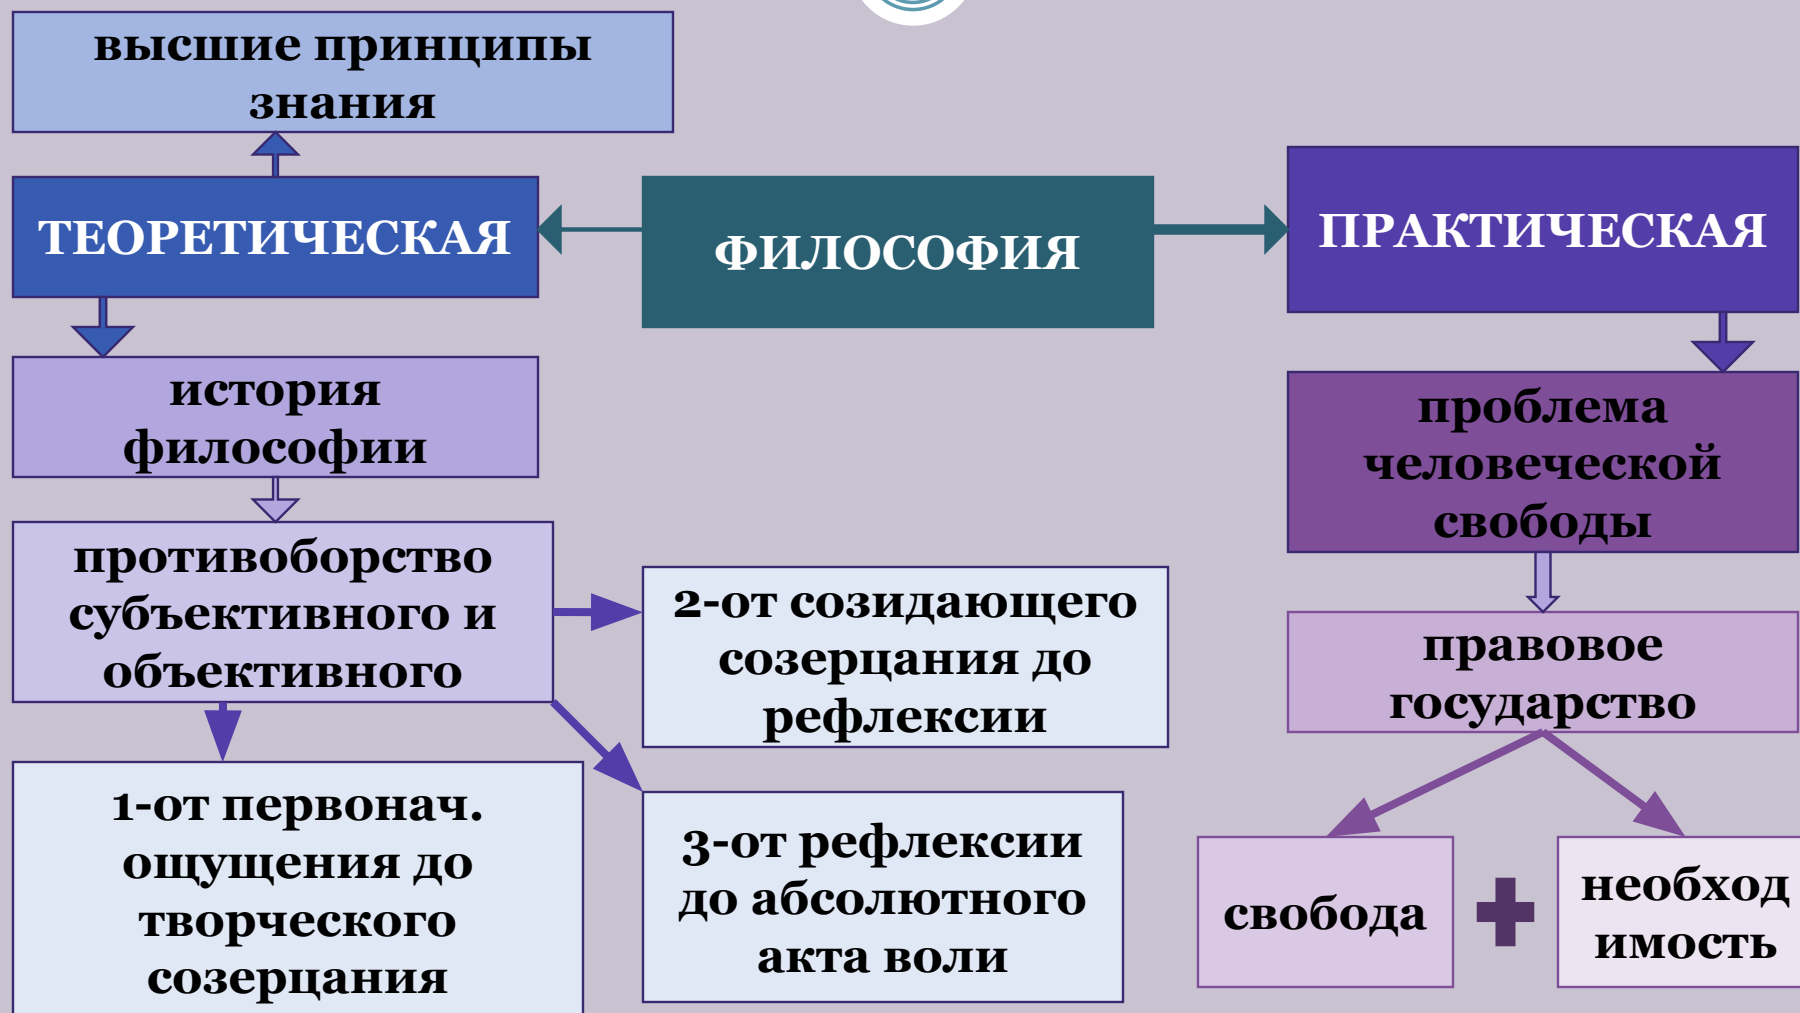 высшие принципы
знания
ТЕОРЕТИЧЕСКАЯ
ФИЛОСОФИЯ
ПРАКТИЧЕСКАЯ
история
философии
проблема
человеческой
свободы
противоборство
субъективного и
объективного
2-от созидающего
созерцания до
рефлексии
правовое
государство
1-от первонач.
ощущения до
творческого
созерцания
3-от рефлексии
до абсолютного
акта воли
свобода
необход
имость